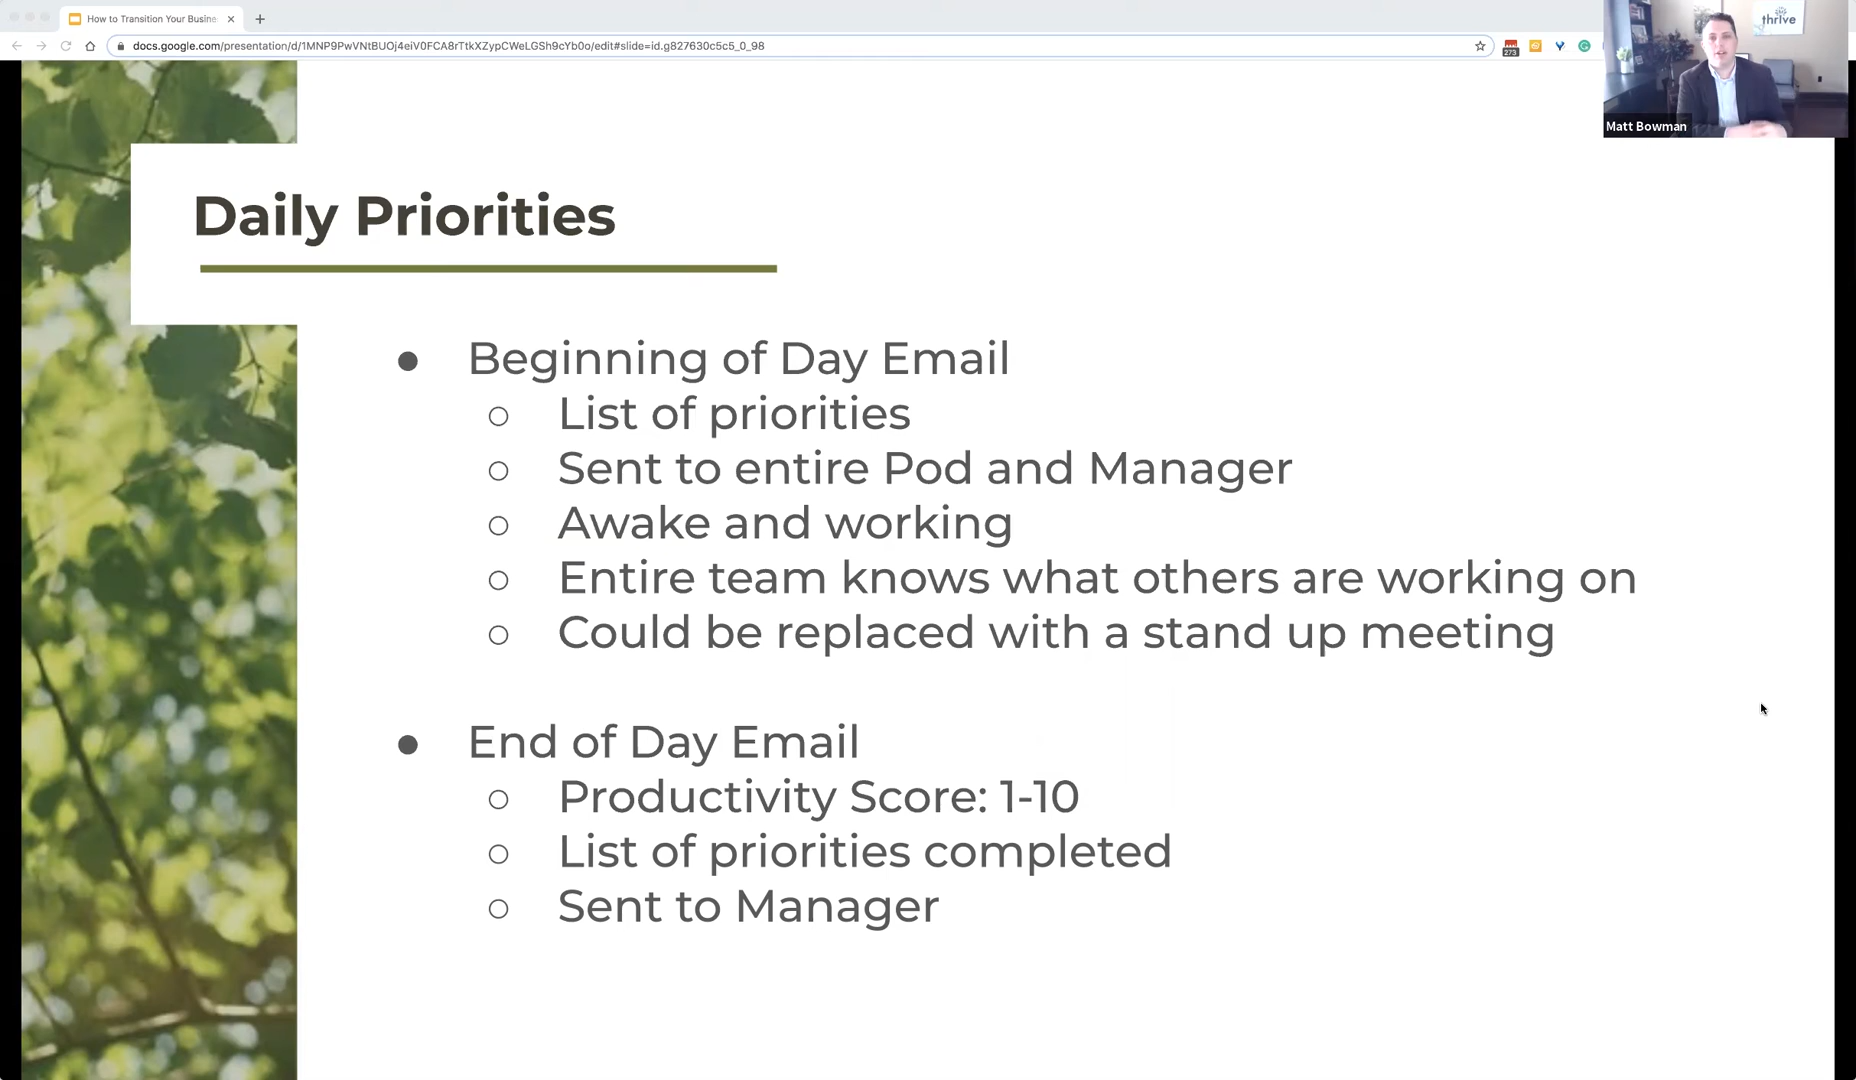 How to Transition Your Busine
docs.google.com/presentation/d/1MNP9PwVNtBUOj4eiV0FCA8rTtkXZypCWeLGSh9cYb0o/edit#slide=id.g827630c5c5_0_98
273
thrive
Matt Bowman
Daily Priorities
● Beginning of Day Email
○ List of priorities
○ Sent to entire Pod and Manager
○ Awake and working
○ Entire team knows what others are working on
○ Could be replaced with a stand up meeting
● End of Day Email
○ Productivity Score: 1-10
○ List of priorities completed
○ Sent to Manager